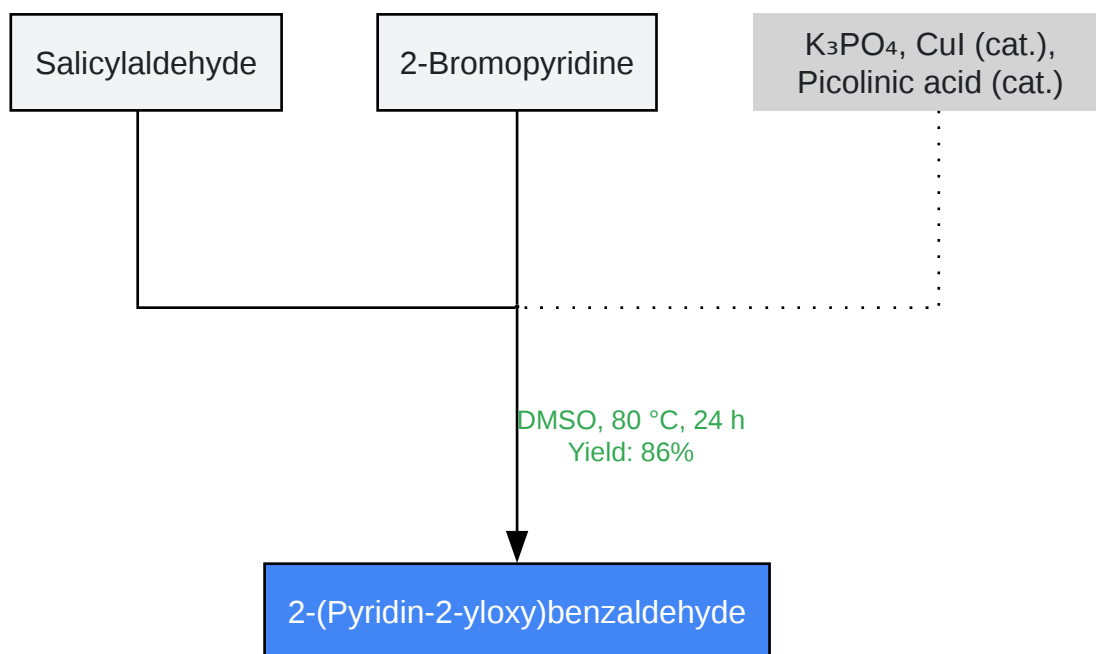 Salicylaldehyde
2-Bromopyridine
K₃PO₄, CuI (cat.),
Picolinic acid (cat.)
DMSO, 80 °C, 24 h
Yield: 86%
2-(Pyridin-2-yloxy)benzaldehyde